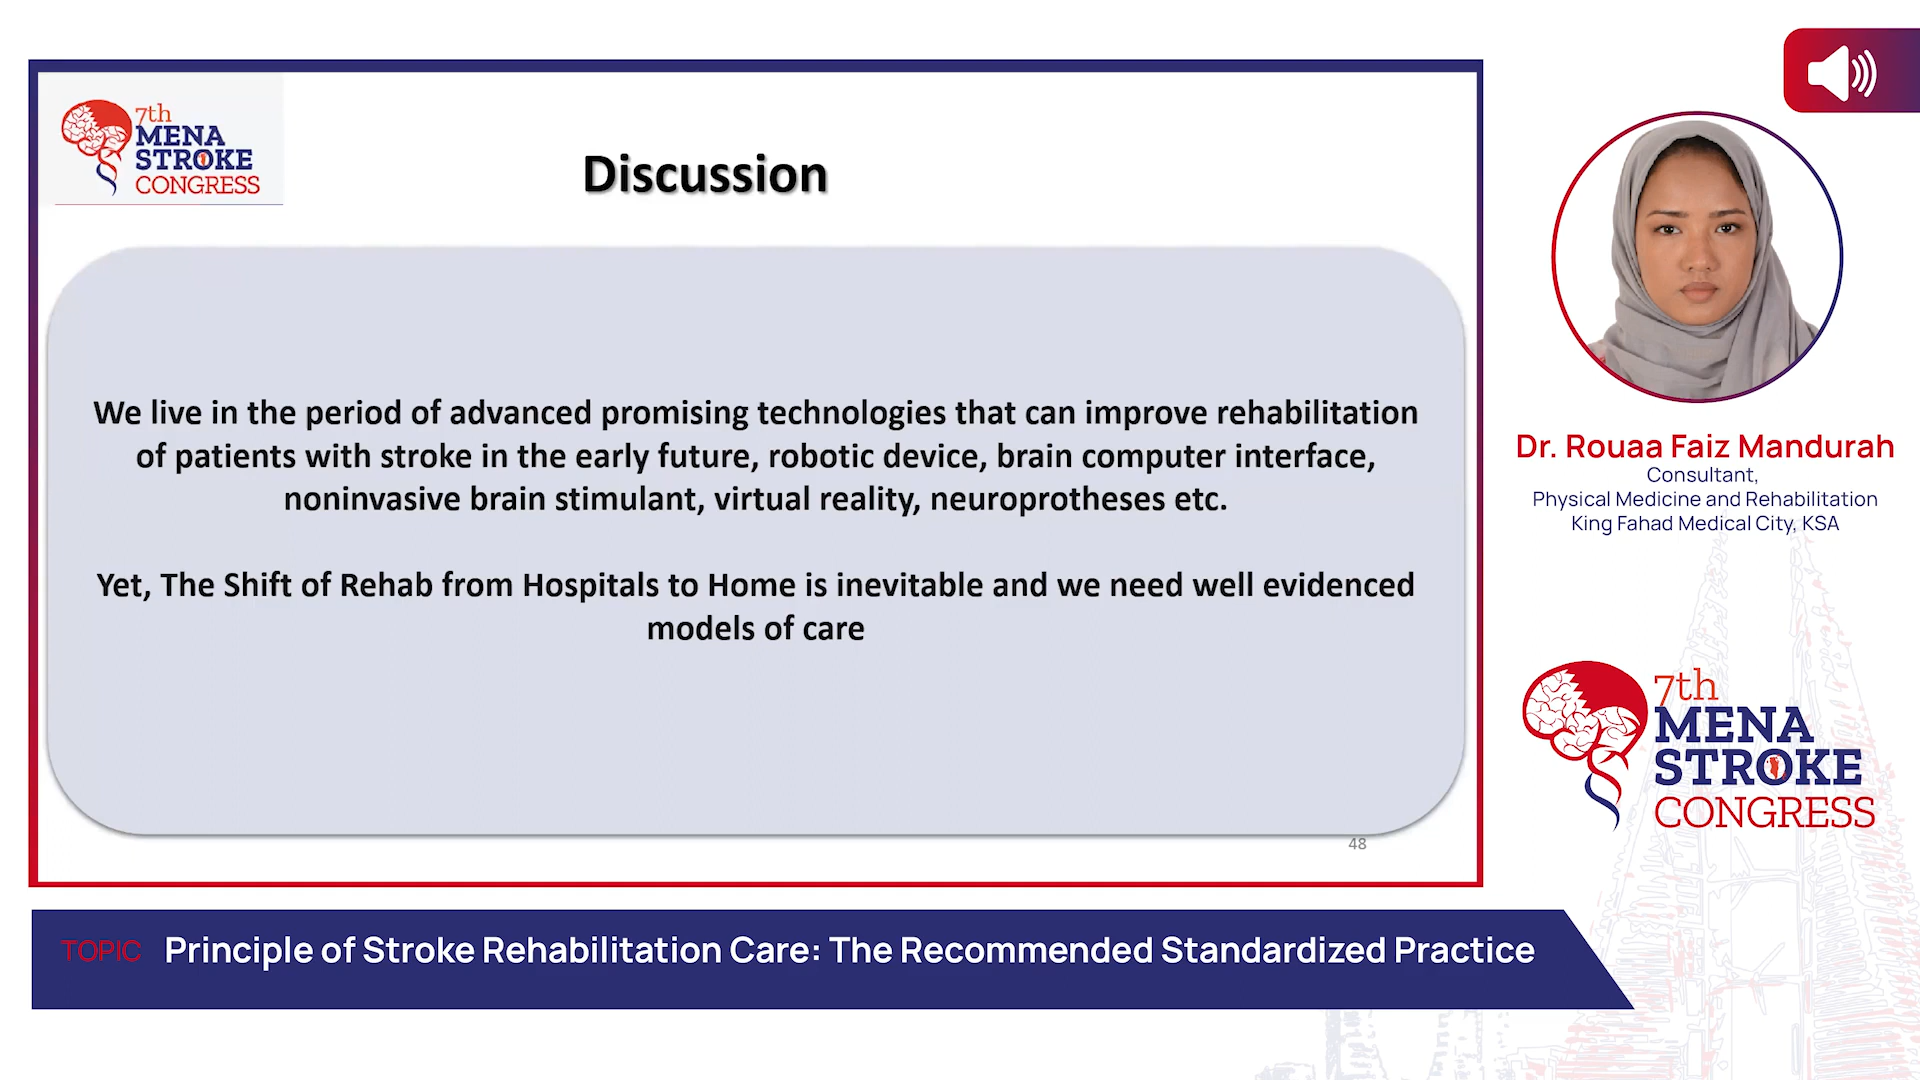 7th
MENA
STROKE
CONGRESS
Discussion
We live in the period of advanced promising technologies that can improve rehabilitation
of patients with stroke in the early future, robotic device, brain computer interface,
noninvasive brain stimulant, virtual reality, neuroprotheses etc.
Yet, The Shift of Rehab from Hospitals to Home is inevitable and we need well evidenced
models of care
48
Dr. Rouaa Faiz Mandurah
Consultant,
Physical Medicine and Rehabilitation
King Fahad Medical City, KSA
7th
MENA
STROKE
CONGRESS
TOPIC Principle of Stroke Rehabilitation Care: The Recommended Standardized Practice